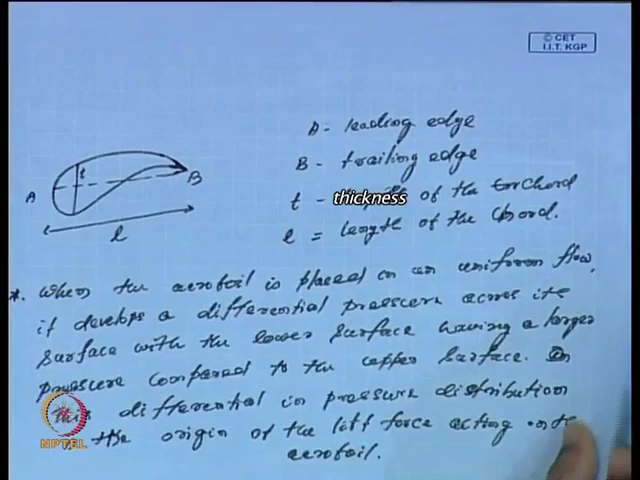 © CET
I.I.T. KGP
A - leading edge
B - trailing edge
t - thickness of the chord
l = length of the chord.
t
A
B
l
*. When the aerofoil is placed in an uniform flow,
it develops a differential pressure across its
surface with the lower surface having a larger
pressure compared to the upper surface.
this differential in pressure distribution
the origin of the lift force acting on the
aerofoil.
NPTEL